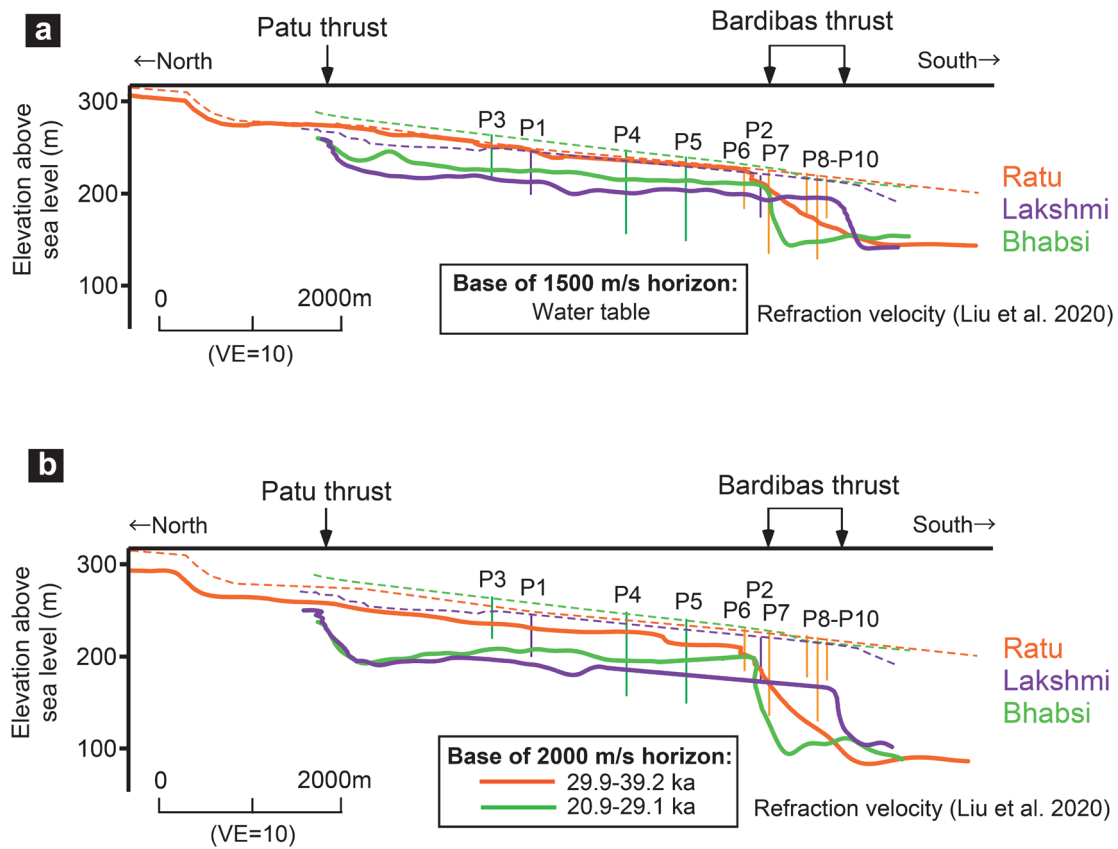 a
Patu thrust
Bardibas thrust
←North
South→
Elevation above
sea level (m)
300
200
100
P3
P1
P4
P5
P2
P6
P7
P8-P10
Ratu
Lakshmi
Bhabsi
0
2000m
(VE=10)
Base of 1500 m/s horizon:
Water table
Refraction velocity (Liu et al. 2020)
b
Patu thrust
Bardibas thrust
←North
South→
Elevation above
sea level (m)
300
200
100
P3
P1
P4
P5
P2
P6
P7
P8-P10
Ratu
Lakshmi
Bhabsi
0
2000m
(VE=10)
Base of 2000 m/s horizon:
29.9-39.2 ka
20.9-29.1 ka
Refraction velocity (Liu et al. 2020)